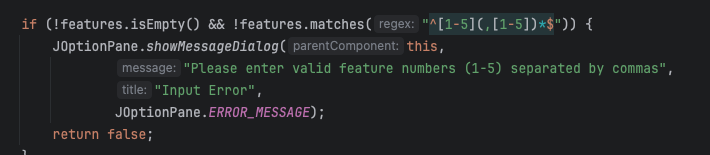 if (!features.isEmpty() && !features.matches( regex: "^[1-5](,[1-5])*$")) {
JOptionPane.showMessageDialog( parentComponent: this,
message: "Please enter valid feature numbers (1-5) separated by commas",
title: "Input Error",
JOptionPane.ERROR_MESSAGE);
return false;
}